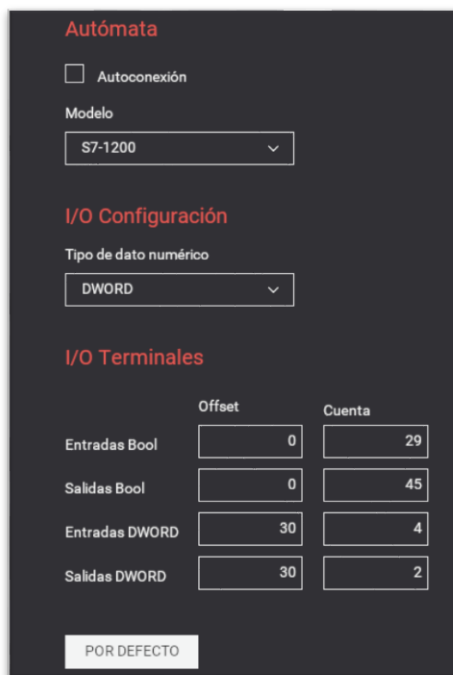 Autómata
Autoconexión
Modelo
S7-1200
I/O Configuración
Tipo de dato numérico
DWORD
I/O Terminales
Offset Cuenta
Entradas Bool 0 29
Salidas Bool 0 45
Entradas DWORD 30 4
Salidas DWORD 30 2
POR DEFECTO